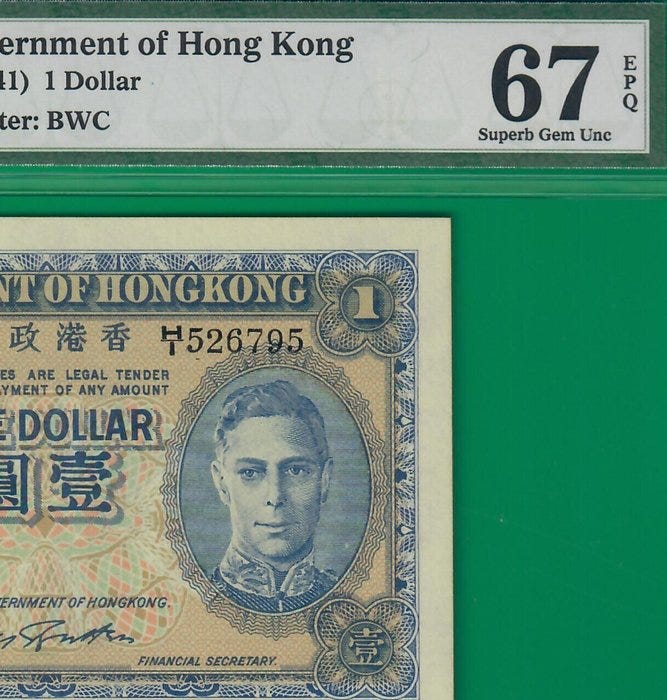 ernment of Hong Kong
41) 1 Dollar
ter: BWC
67
EPQ
Superb Gem Unc
NT OF HONGKONG
1
政港香
H/1 526795
ES ARE LEGAL TENDER
YMENT OF ANY AMOUNT
E DOLLAR
圓壹
ERNMENT OF HONGKONG.
壹
FINANCIAL SECRETARY.